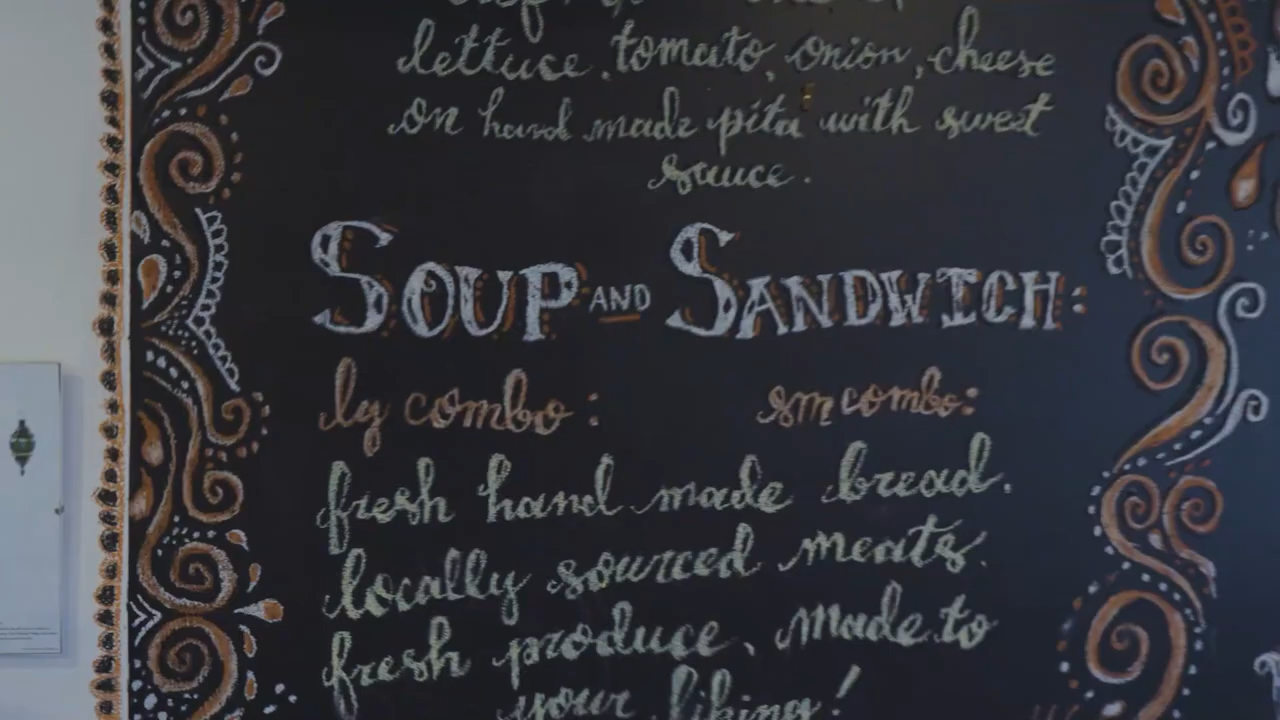 lettuce, tomato, onion, cheese
on hand made pita with sweet
sauce.
SOUP AND SANDWICH:
lg combo: sm combo:
fresh hand made bread.
locally sourced meats.
fresh produce, made to
your liking!